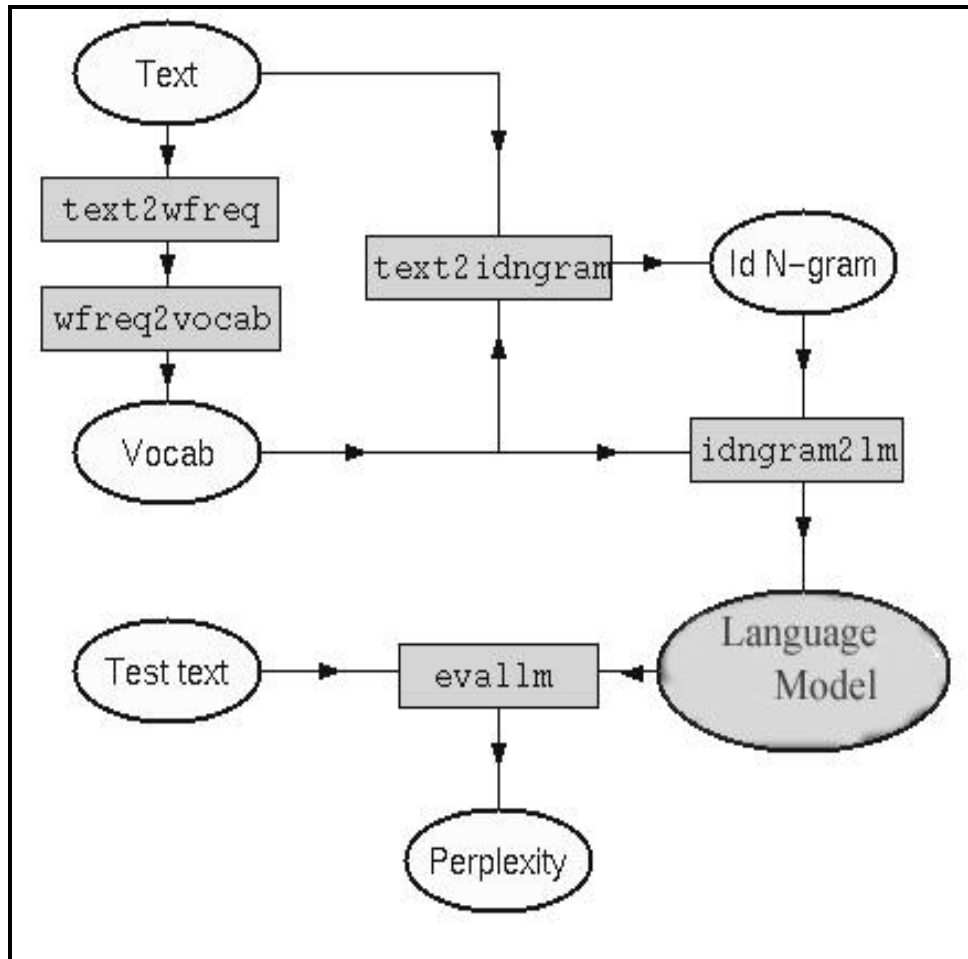 Text
text2wfreq
text2idngram
Id N-gram
wfreq2vocab
Vocab
idngram2lm
Language
Model
Test text
evallm
Perplexity